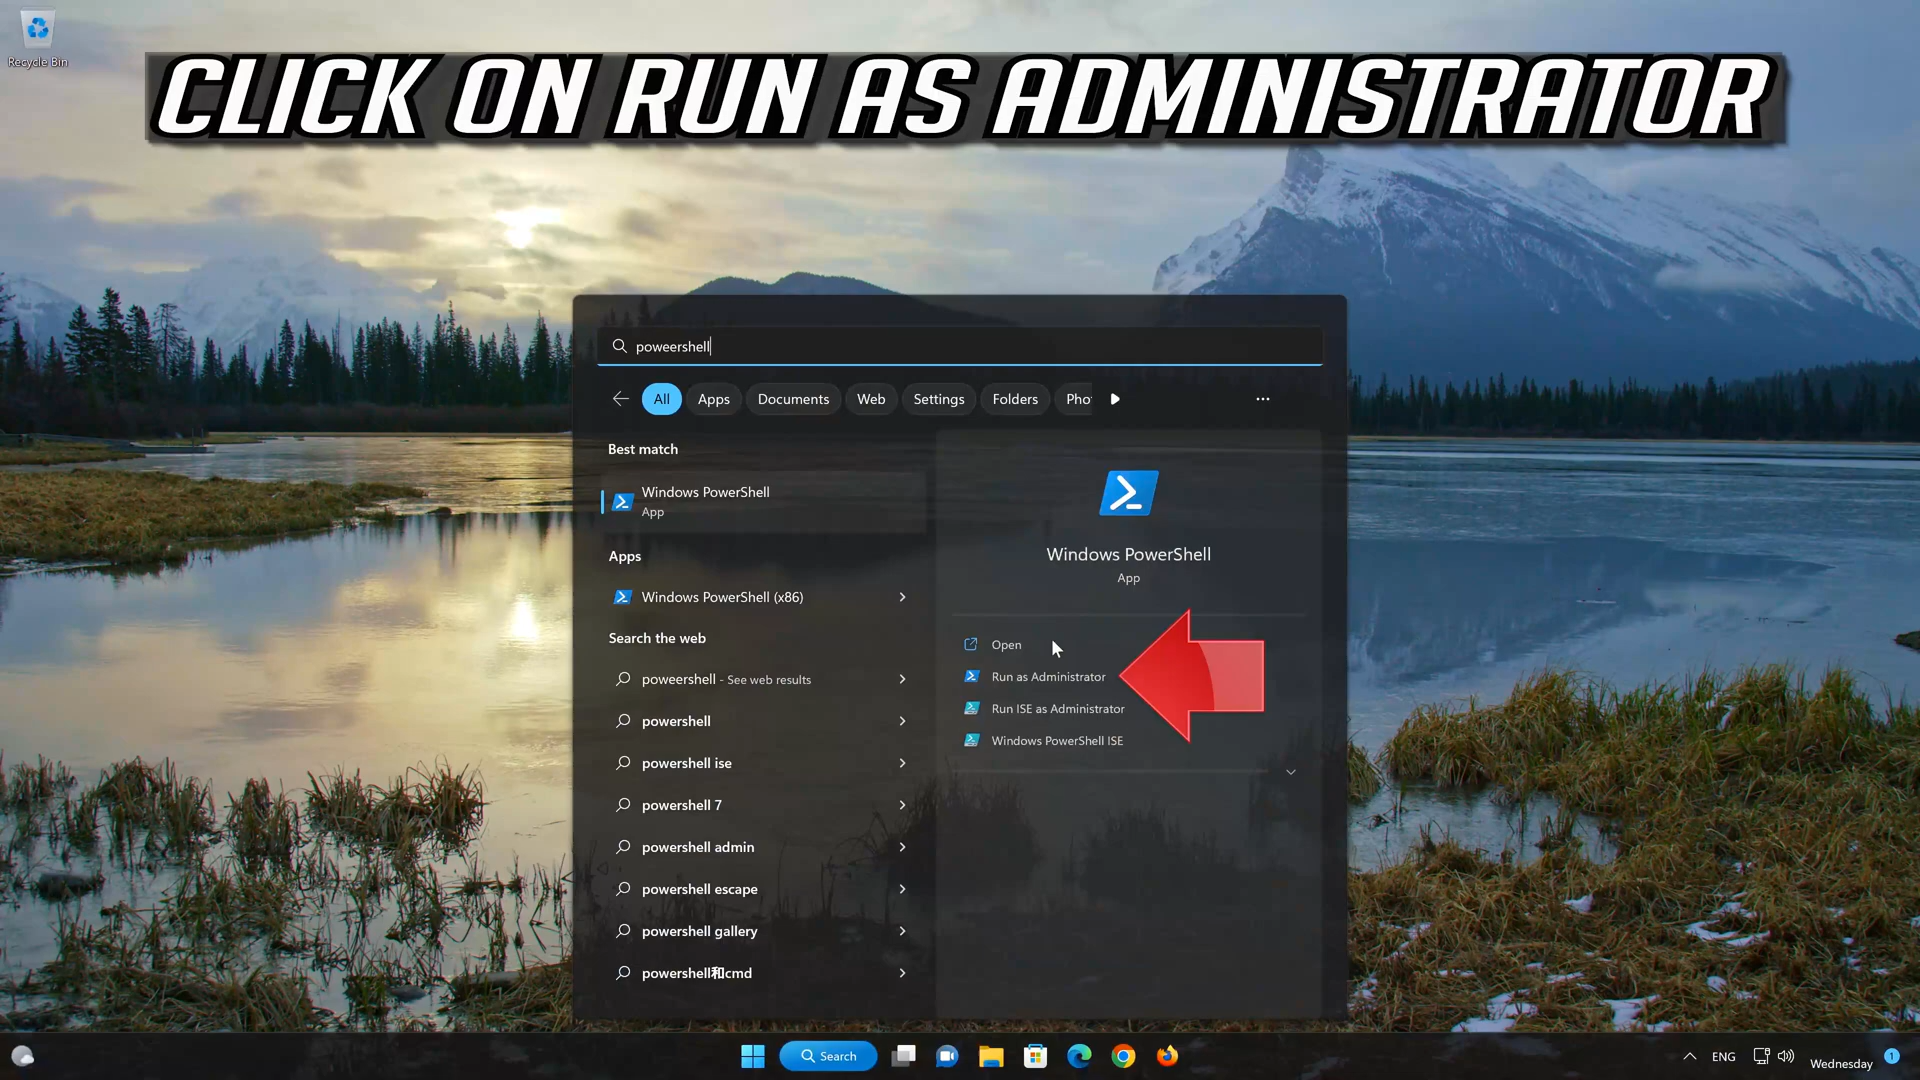 Recycle Bin
CLICK ON RUN AS ADMINISTRATOR
poweershell
All Apps Documents Web Settings Folders Pho
Best match
Windows PowerShell
App
Apps
Windows PowerShell (x86)
Search the web
poweershell - See web results
powershell
powershell ise
powershell 7
powershell admin
powershell escape
powershell gallery
powershell和cmd
Windows PowerShell
App
Open
Run as Administrator
Run ISE as Administrator
Windows PowerShell ISE
Search
ENG
Wednesday
1